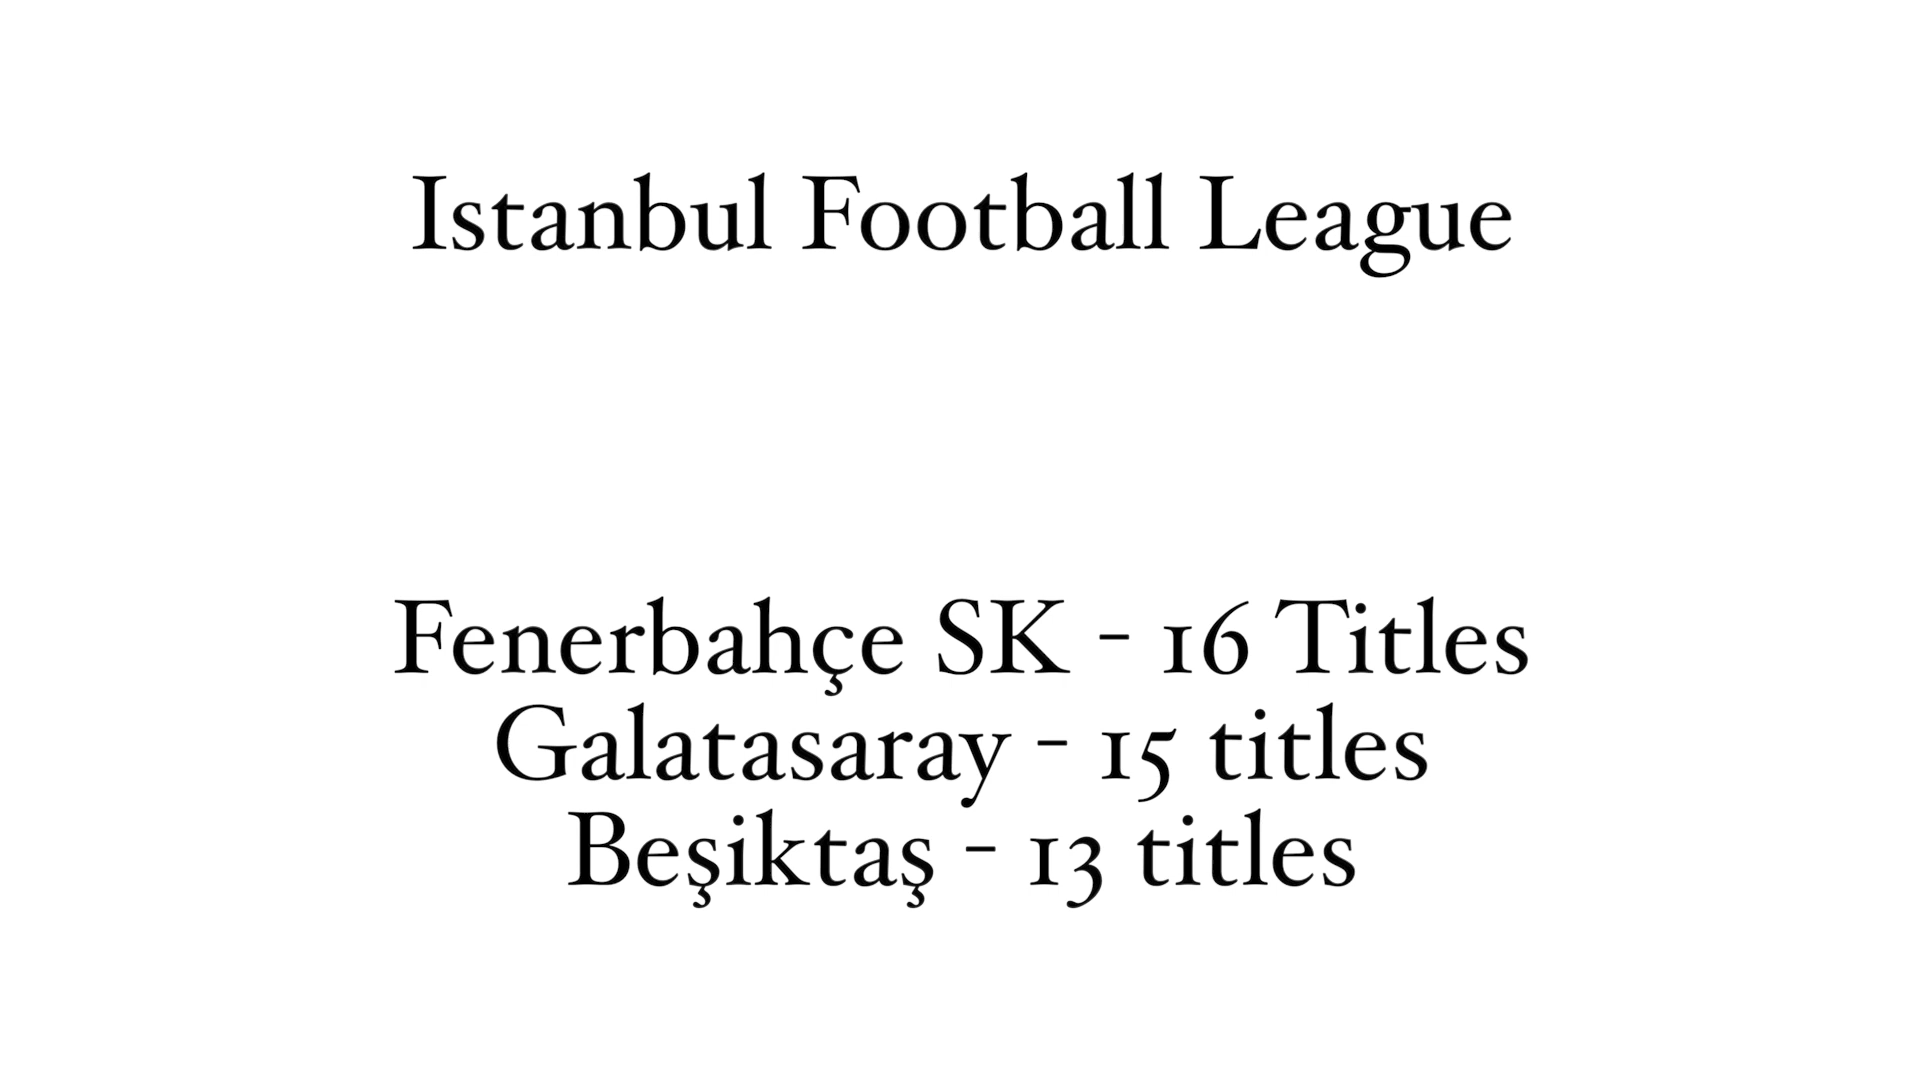 Istanbul Football League
Fenerbahçe SK - 16 Titles
Galatasaray - 15 titles
Beşiktaş - 13 titles